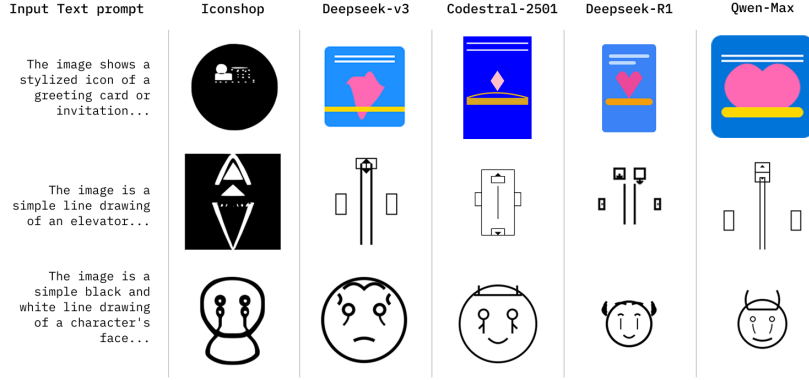 Input Text prompt
Iconshop
Deepseek-v3
Codestral-2501
Deepseek-R1
Qwen-Max
The image shows a
stylized icon of a
greeting card or
invitation...
The image is a
simple line drawing
of an elevator...
The image is a
simple black and
white line drawing
of a character's
face...